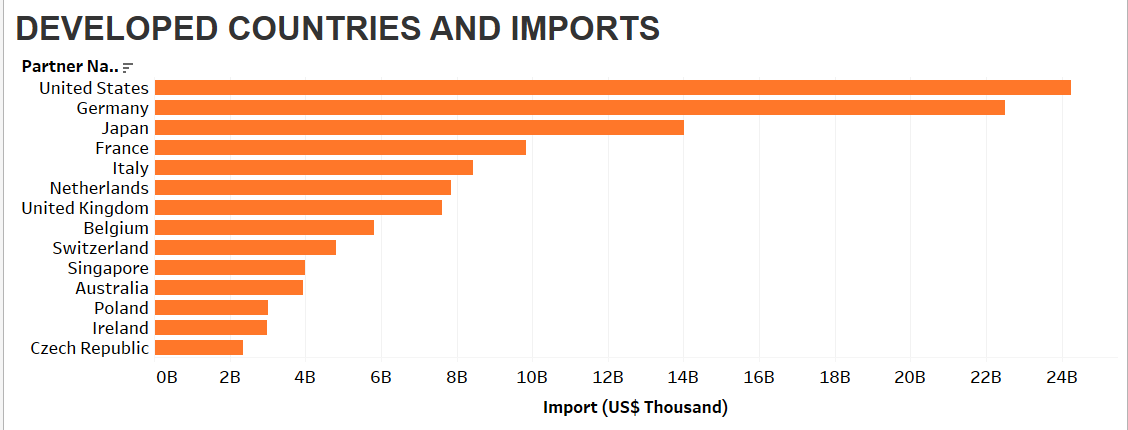 DEVELOPED COUNTRIES AND IMPORTS
Partner Na..
United States
Germany
Japan
France
Italy
Netherlands
United Kingdom
Belgium
Switzerland
Singapore
Australia
Poland
Ireland
Czech Republic
0B 2B 4B 6B 8B 10B 12B 14B 16B 18B 20B 22B 24B
Import (US$ Thousand)